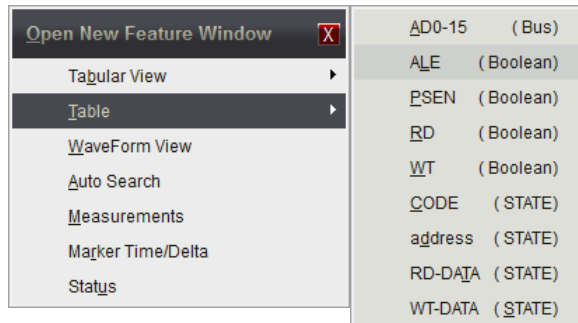 Open New Feature Window X
Tabular View
Table
WaveForm View
Auto Search
Measurements
Marker Time/Delta
Status
AD0-15 (Bus)
ALE (Boolean)
PSEN (Boolean)
RD (Boolean)
WT (Boolean)
CODE (STATE)
address (STATE)
RD-DATA (STATE)
WT-DATA (STATE)